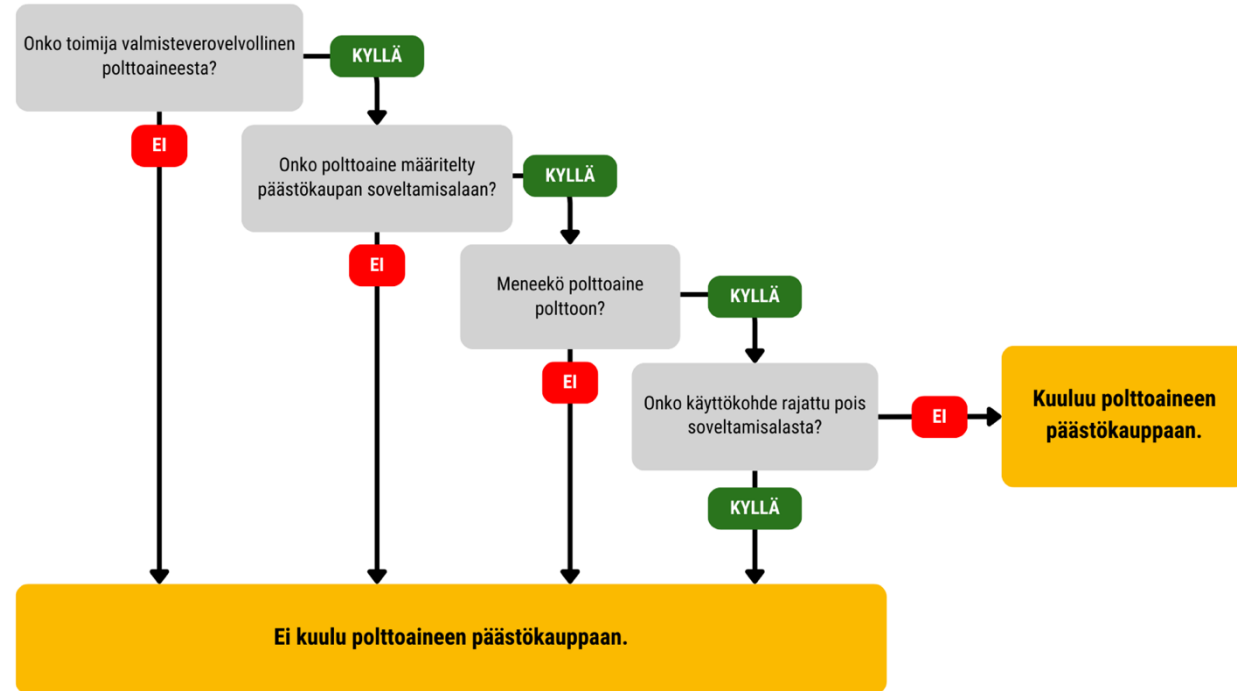 Onko toimija valmisteverovelvollinen
polttoaineesta?
KYLLÄ
EI
Onko polttoaine määritelty
päästökaupan soveltamisalaan?
KYLLÄ
EI
Meneekö polttoaine
polttoon?
KYLLÄ
EI
Onko käyttökohde rajattu pois
soveltamisalasta?
EI
Kuuluu polttoaineen
päästökauppaan.
KYLLÄ
Ei kuulu polttoaineen päästökauppaan.